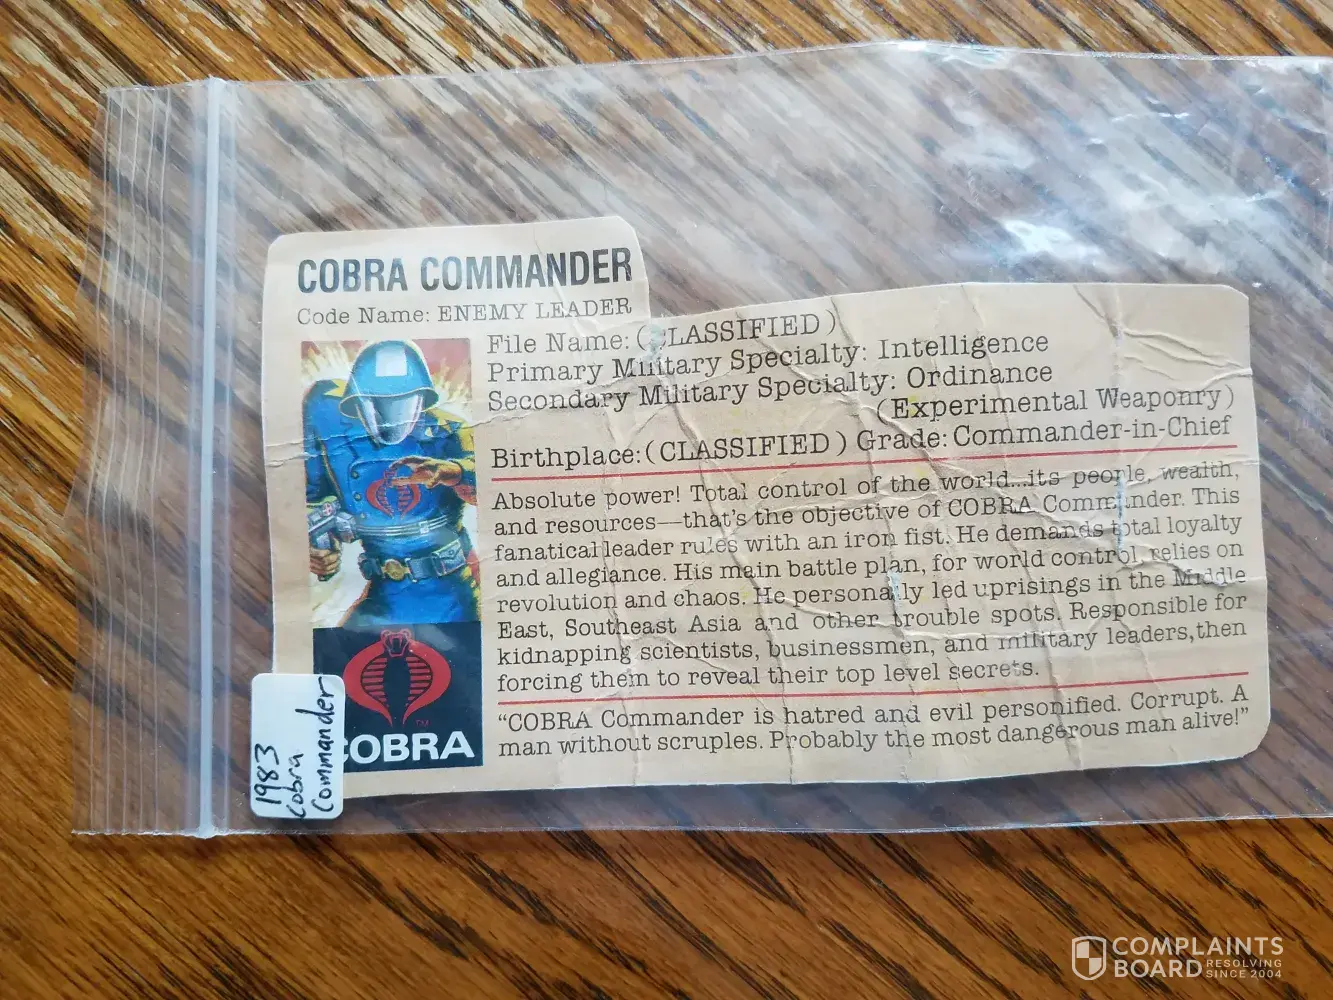 COBRA COMMANDER
Code Name: ENEMY LEADER
File Name: (CLASSIFIED)
Primary Military Specialty: Intelligence
Secondary Military Specialty: Ordinance
(Experimental Weaponry)
Birthplace: (CLASSIFIED) Grade: Commander-in-Chief
Absolute power! Total control of the world...its people, wealth,
and resources—that's the objective of COBRA Commander. This
fanatical leader rules with an iron fist. He demands total loyalty
and allegiance. His main battle plan, for world control, relies on
revolution and chaos. He personally led uprisings in the Middle
East, Southeast Asia and other trouble spots. Responsible for
kidnapping scientists, businessmen, and military leaders, then
forcing them to reveal their top level secrets.
"COBRA Commander is hatred and evil personified. Corrupt. A
man without scruples. Probably the most dangerous man alive!"
TM
COBRA
1983
Cobra
Commander
COMPLAINTS
BOARD RESOLVING
SINCE 2004